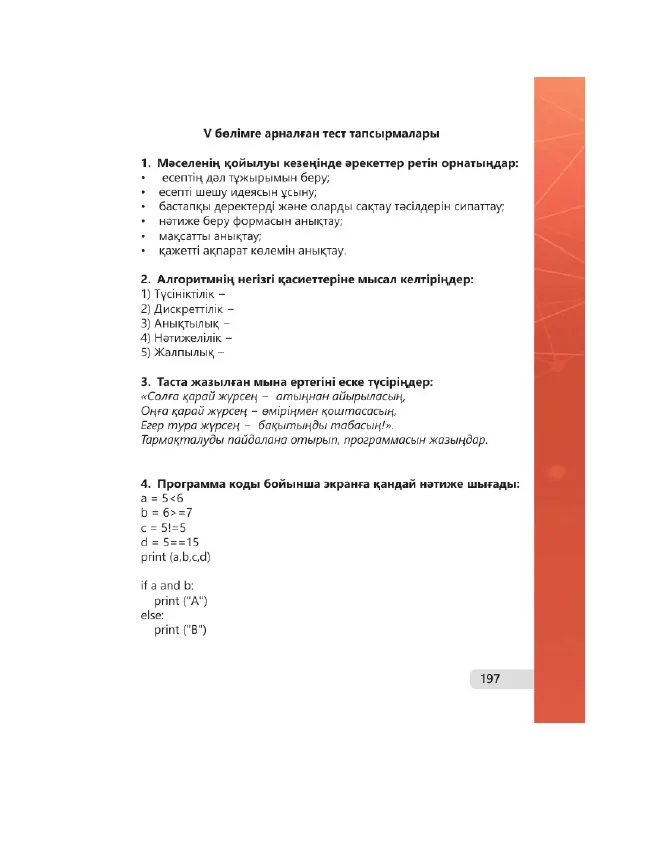 V бөлімге арналған тест тапсырмалары
1. Мәселенің қойылуы кезеңінде әрекеттер ретін орнатыңдар:
• есептің дәл тұжырымын беру;
• есепті шешу идеясын ұсыну;
• бастапқы деректерді және оларды сақтау тәсілдерін сипаттау;
• нәтиже беру формасын анықтау;
• мақсатты анықтау;
• қажетті ақпарат көлемін анықтау.
2. Алгоритмнің негізгі қасиеттеріне мысал келтіріңдер:
1) Түсініктілік –
2) Дискреттілік –
3) Анықтылық –
4) Нәтижелілік –
5) Жалпылық –
3. Таста жазылған мына ертегіні еске түсіріңдер:
«Солға қарай жүрсең – атыңнан айырыласың,
Оңға қарай жүрсең – өміріңмен қоштасасың,
Егер тура жүрсең – бақытыңды табасың!».
Тармақталуды пайдалана отырып, программасын жазыңдар.
4. Программа коды бойынша экранға қандай нәтиже шығады:
a = 5<6
b = 6>=7
c = 5!=5
d = 5==15
print (a,b,c,d)
if a and b:
print ("A")
else:
print ("B")
197